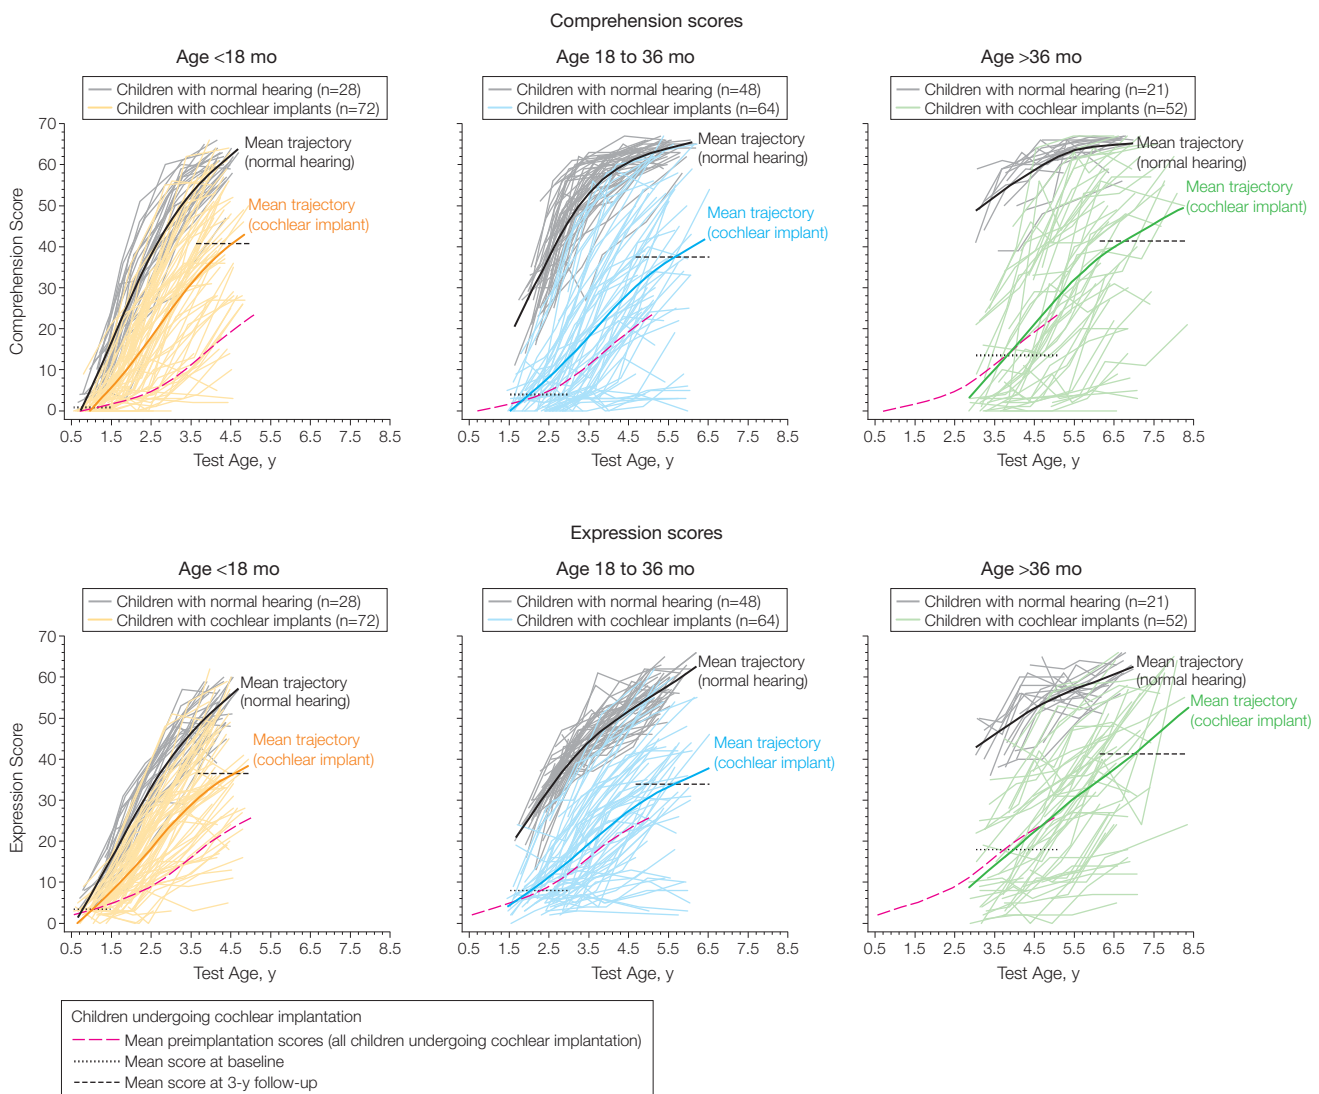 Comprehension scores
Age <18 mo
Children with normal hearing (n=28)
Children with cochlear implants (n=72)
Age 18 to 36 mo
Children with normal hearing (n=48)
Children with cochlear implants (n=64)
Age >36 mo
Children with normal hearing (n=21)
Children with cochlear implants (n=52)
Comprehension Score
70
60
50
40
30
20
10
0
Mean trajectory
(normal hearing)
Mean trajectory
(cochlear implant)
0.5 1.5 2.5 3.5 4.5 5.5 6.5 7.5 8.5
Test Age, y
Mean trajectory
(normal hearing)
Mean trajectory
(cochlear implant)
0.5 1.5 2.5 3.5 4.5 5.5 6.5 7.5 8.5
Test Age, y
Mean trajectory
(normal hearing)
Mean trajectory
(cochlear implant)
0.5 1.5 2.5 3.5 4.5 5.5 6.5 7.5 8.5
Test Age, y
Expression scores
Age <18 mo
Children with normal hearing (n=28)
Children with cochlear implants (n=72)
Age 18 to 36 mo
Children with normal hearing (n=48)
Children with cochlear implants (n=64)
Age >36 mo
Children with normal hearing (n=21)
Children with cochlear implants (n=52)
Expression Score
70
60
50
40
30
20
10
0
Mean trajectory
(normal hearing)
Mean trajectory
(cochlear implant)
0.5 1.5 2.5 3.5 4.5 5.5 6.5 7.5 8.5
Test Age, y
Mean trajectory
(normal hearing)
Mean trajectory
(cochlear implant)
0.5 1.5 2.5 3.5 4.5 5.5 6.5 7.5 8.5
Test Age, y
Mean trajectory
(normal hearing)
Mean trajectory
(cochlear implant)
0.5 1.5 2.5 3.5 4.5 5.5 6.5 7.5 8.5
Test Age, y
Children undergoing cochlear implantation
Mean preimplantation scores (all children undergoing cochlear implantation)
Mean score at baseline
Mean score at 3-y follow-up